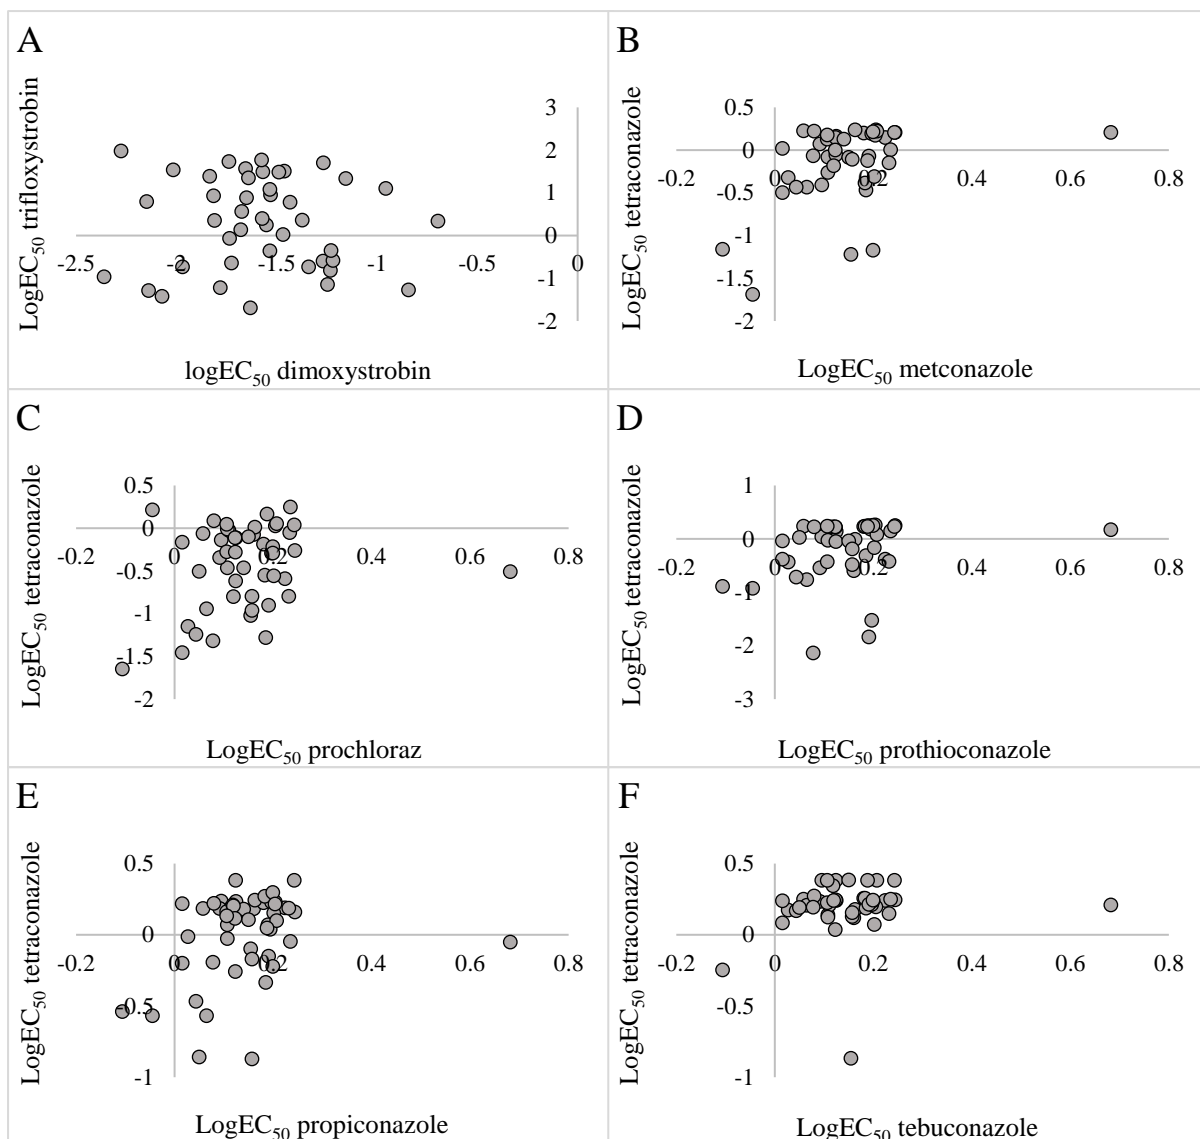 A
LogEC50 trifloxystrobin
3
2
1
0
-1
-2
-2.5 -2 -1.5 -1 -0.5 0
logEC50 dimoxystrobin
B
LogEC50 tetraconazole
0.5
0
-0.5
-1
-1.5
-2
-0.2 0 0.2 0.4 0.6 0.8
LogEC50 metconazole
C
LogEC50 tetraconazole
0.5
0
-0.5
-1
-1.5
-2
-0.2 0 0.2 0.4 0.6 0.8
LogEC50 prochloraz
D
LogEC50 tetraconazole
1
0
-1
-2
-3
-0.2 0 0.2 0.4 0.6 0.8
LogEC50 prothioconazole
E
LogEC50 tetraconazole
0.5
0
-0.5
-1
-0.2 0 0.2 0.4 0.6 0.8
LogEC50 propiconazole
F
LogEC50 tetraconazole
0.5
0
-0.5
-1
-0.2 0 0.2 0.4 0.6 0.8
LogEC50 tebuconazole